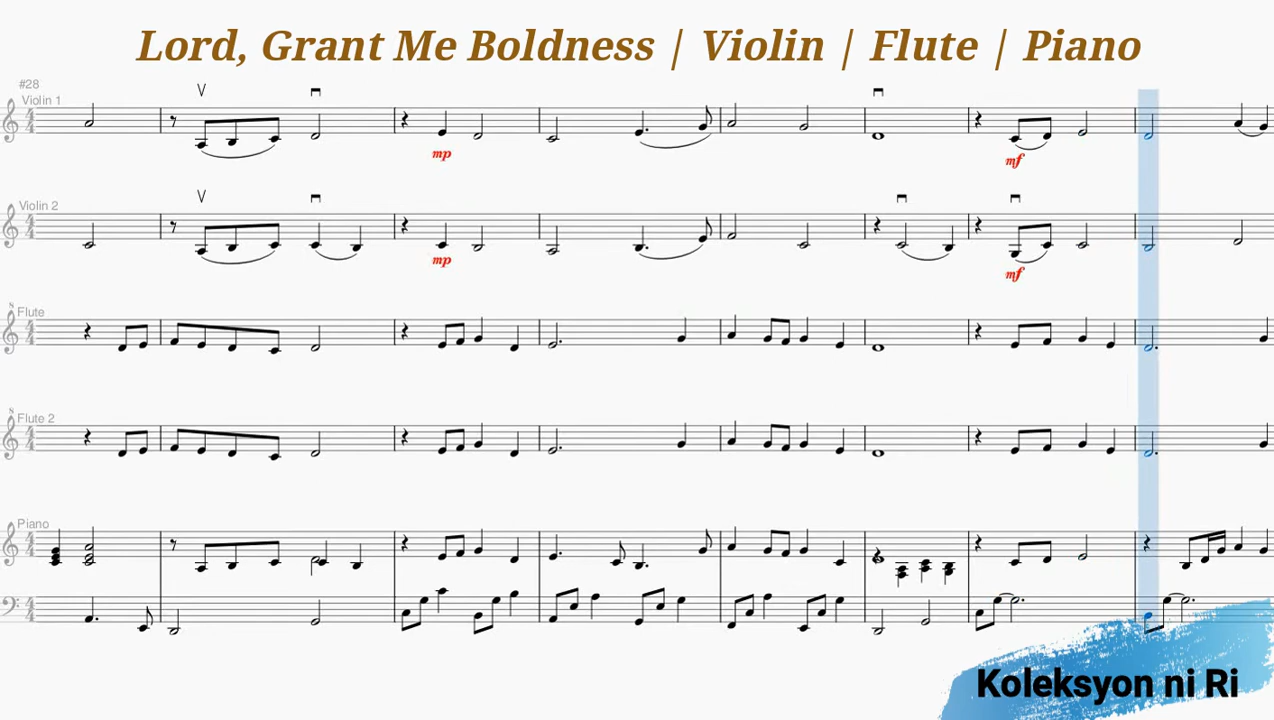 Lord, Grant Me Boldness | Violin | Flute | Piano
#28
Violin 1
mp
mf
Violin 2
mp
mf
Flute
Flute 2
Piano
Koleksyon ni Ri